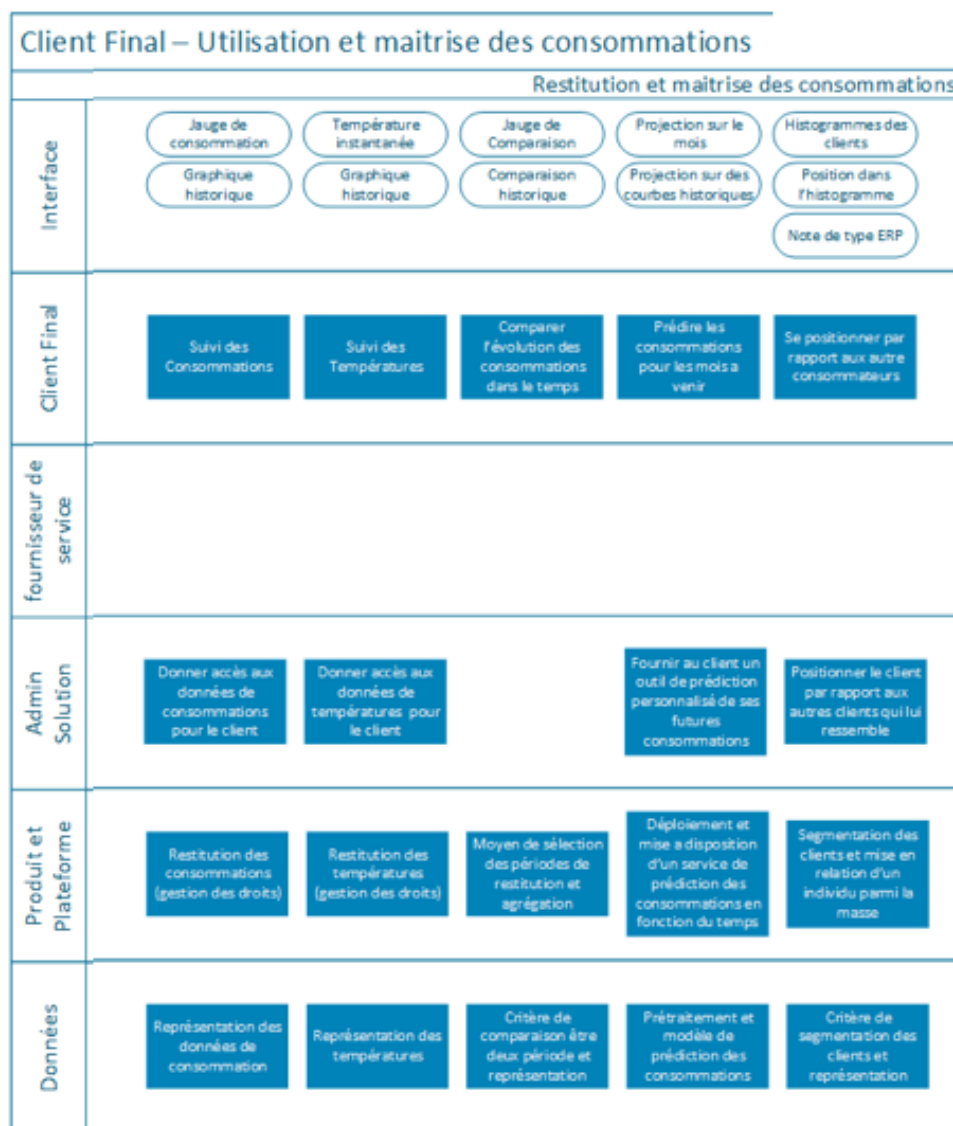 Client Final – Utilisation et maitrise des consommations
Restitution et maitrise des consommations
Interface
Jauge de
consommation
Température
instantanée
Jauge de
Comparaison
Projection sur le
mois
Histogrammes des
clients
Graphique
historique
Graphique
historique
Comparaison
historique
Projection sur des
courbes historiques
Position dans
l'histogramme
Note de type ERP
Client Final
Suivi des
Consommations
Suivi des
Températures
Comparer
l'évolution des
consommations
dans le temps
Prédire les
consommations
pour les mois a
venir
Se positionner par
rapport aux autre
consommateurs
fournisseur de
service
Admin
Solution
Donner accès aux
données de
consommations
pour le client
Donner accès aux
données de
températures pour
le client
Fournir au client un
outil de prédiction
personnalisé de ses
futures
consommations
Positionner le client
par rapport aux
autres clients qui lui
ressemble
Produit et
Plateforme
Restitution des
consommations
(gestion des droits)
Restitution des
températures
(gestion des droits)
Moyen de sélection
des périodes de
restitution et
agrégation
Déploiement et
mise a disposition
d'un service de
prédiction des
consommations en
fonction du temps
Segmentation des
clients et mise en
relation d'un
individu parmi la
masse
Données
Représentation des
données de
consommation
Représentation des
températures
Critère de
comparaison être
deux période et
représentation
Prétraitement et
modèle de
prédiction des
consommations
Critère de
segmentation des
clients et
représentation